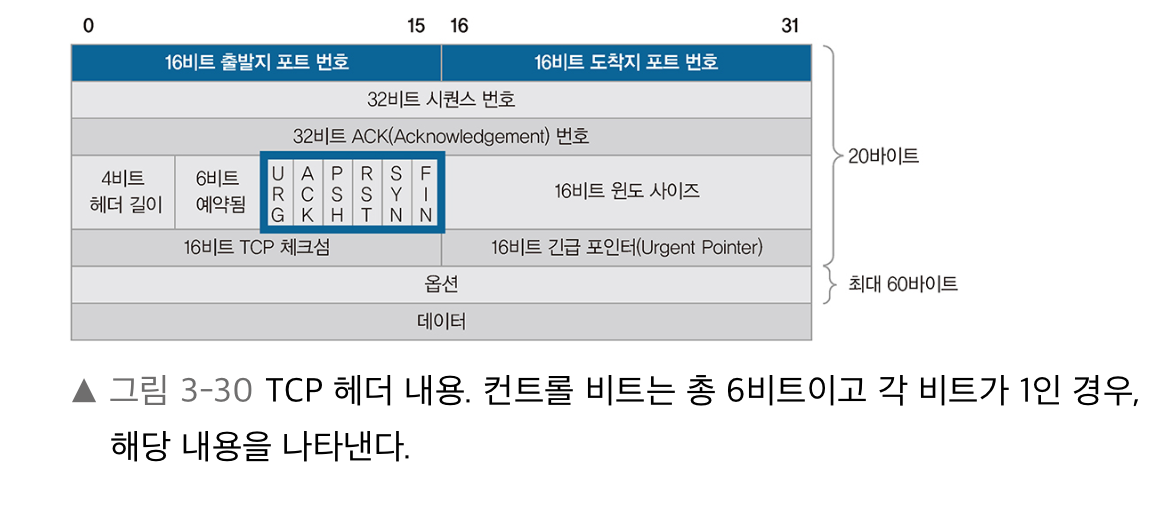 0 15 16 31
16비트 출발지 포트 번호 16비트 도착지 포트 번호
32비트 시퀀스 번호
32비트 ACK(Acknowledgement) 번호
20바이트
4비트 헤더 길이
6비트 예약됨
URG ACK PSH RST SYN FIN
16비트 윈도 사이즈
16비트 TCP 체크섬 16비트 긴급 포인터(Urgent Pointer)
옵션
최대 60바이트
데이터
▲ 그림 3-30 TCP 헤더 내용. 컨트롤 비트는 총 6비트이고 각 비트가 1인 경우,
해당 내용을 나타낸다.